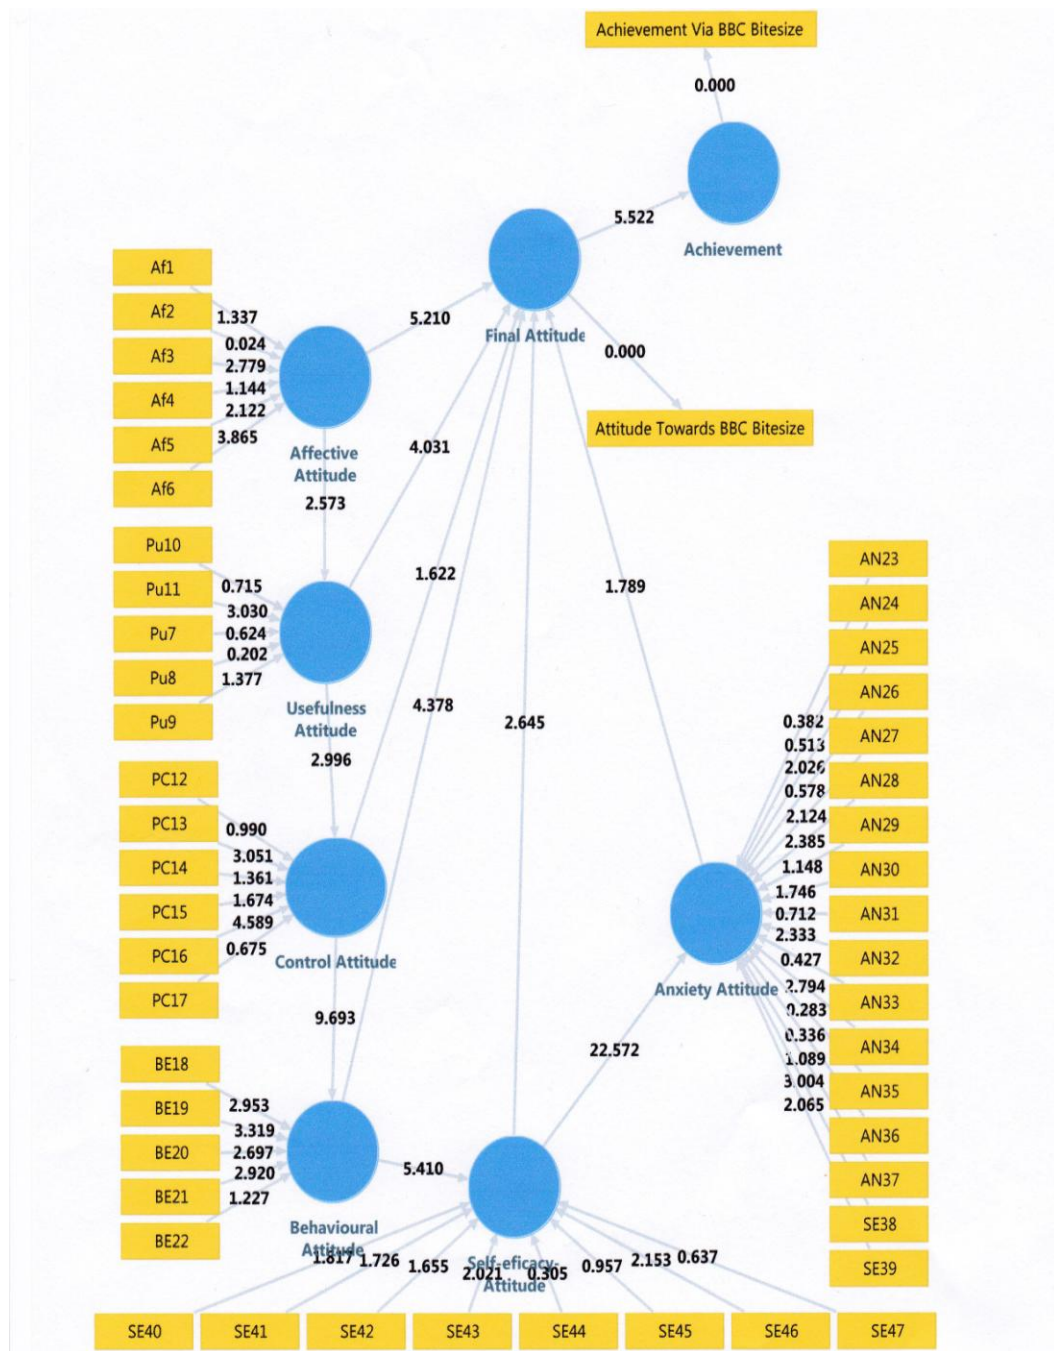 Achievement Via BBC Bitesize
0.000
5.522
Achievement
Final Attitude
0.000
Attitude Towards BBC Bitesize
Af1
Af2
Af3
Af4
Af5
Af6
1.337
0.024
2.779
1.144
2.122
3.865
5.210
Affective
Attitude
2.573
4.031
Pu10
Pu11
Pu7
Pu8
Pu9
0.715
3.030
0.624
0.202
1.377
1.622
1.789
Usefulness
Attitude
2.996
4.378
2.645
PC12
PC13
PC14
PC15
PC16
PC17
0.990
3.051
1.361
1.674
4.589
0.675
Control Attitude
9.693
BE18
BE19
BE20
BE21
BE22
2.953
3.319
2.697
2.920
1.227
Behavioural
Attitude
5.410
Self-eficacy-
Attitude
22.572
Anxiety Attitude
AN23
AN24
AN25
AN26
AN27
AN28
AN29
AN30
AN31
AN32
AN33
AN34
AN35
AN36
AN37
SE38
SE39
0.382
0.513
2.026
0.578
2.124
2.385
1.148
1.746
0.712
2.333
0.427
2.794
0.283
0.336
1.089
3.004
2.065
1.817
1.726
1.655
2.021
0.305
0.957
2.153
0.637
SE40
SE41
SE42
SE43
SE44
SE45
SE46
SE47